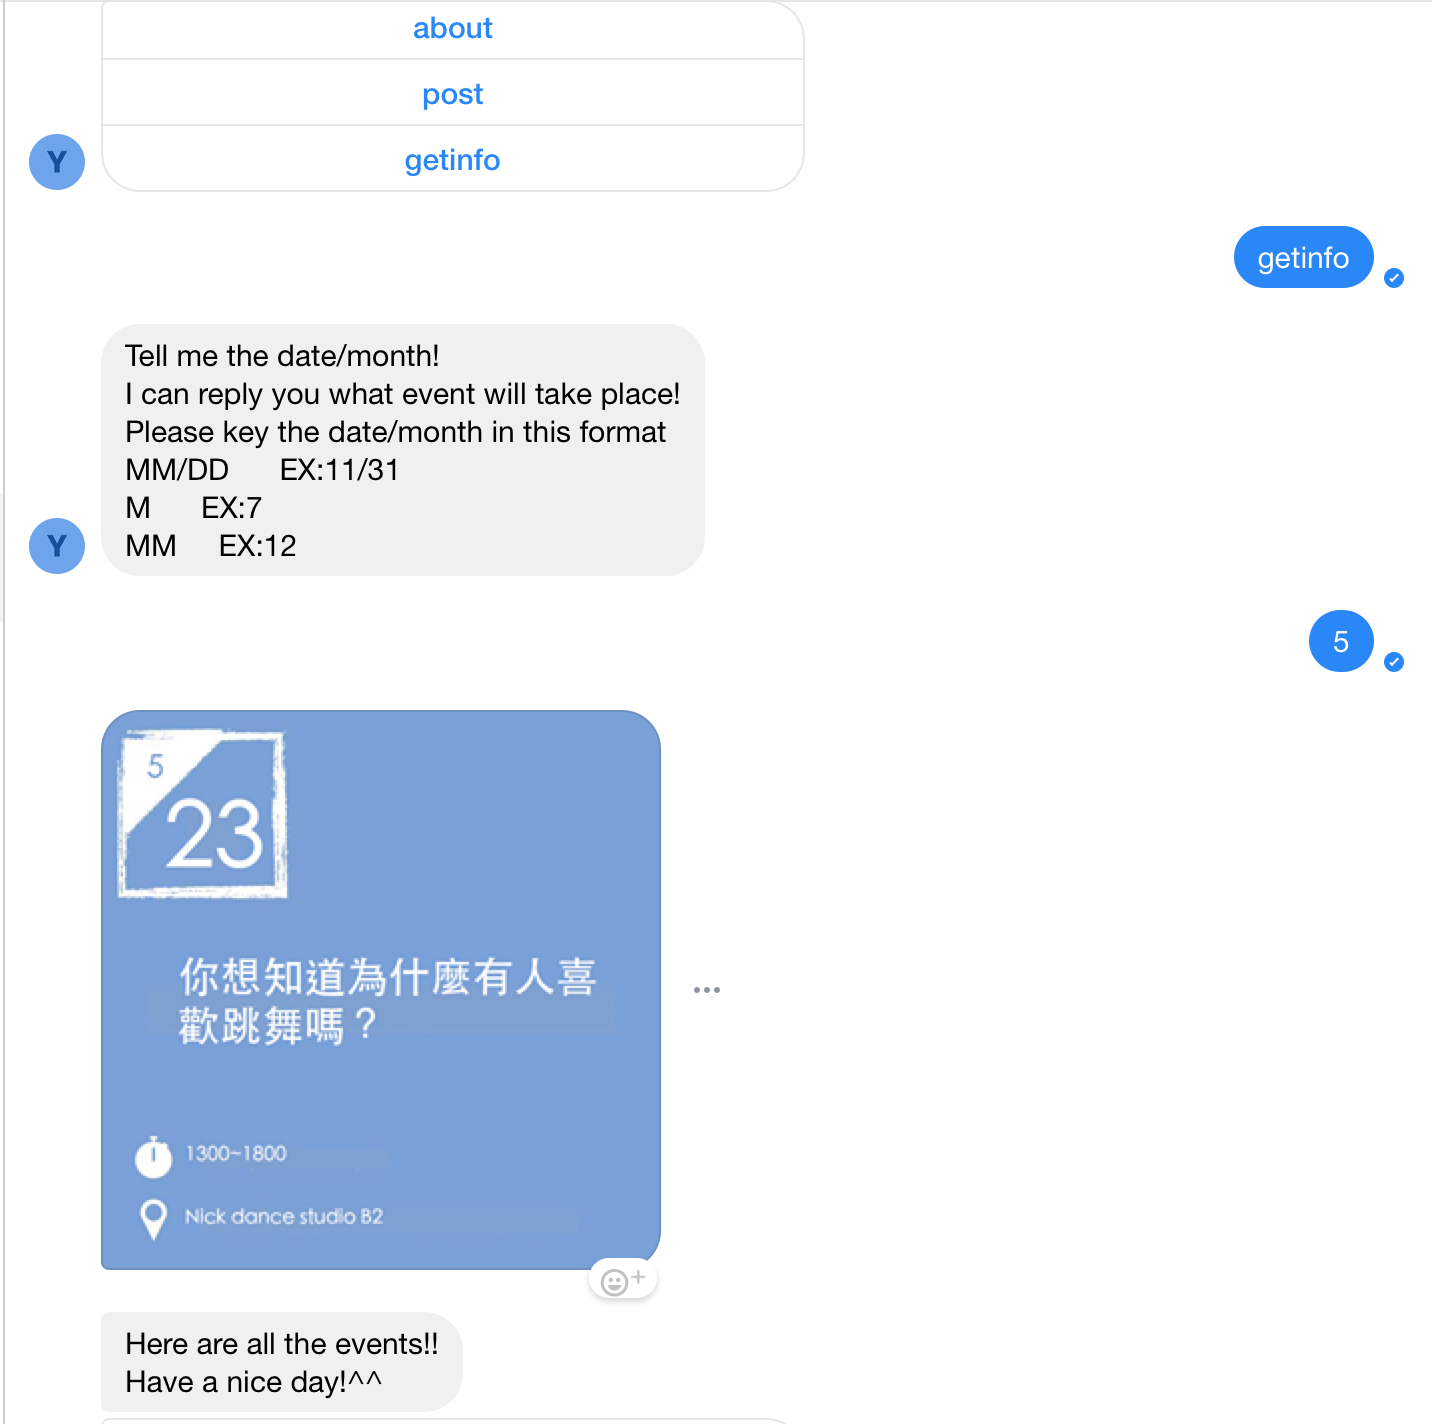 about
post
getinfo
Y
getinfo
Tell me the date/month!
I can reply you what event will take place!
Please key the date/month in this format
MM/DD EX:11/31
M EX:7
MM EX:12
Y
5
5
23
你想知道為什麼有人喜
歡跳舞嗎？
1300~1800
Nick dance studio B2
Here are all the events!!
Have a nice day!^^